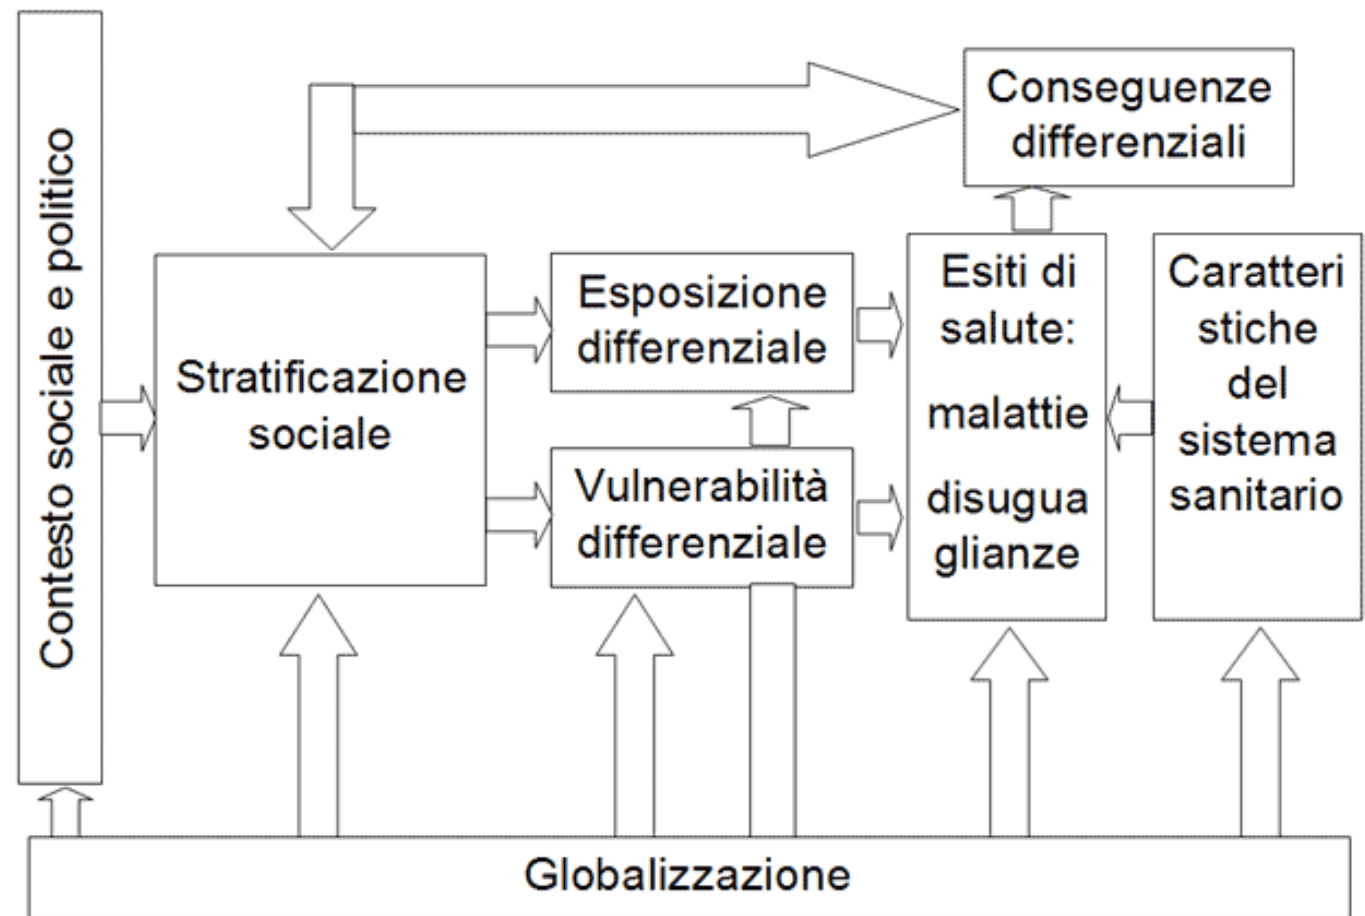 Contesto sociale e politico
Conseguenze
differenziali
Stratificazione
sociale
Esposizione
differenziale
Vulnerabilità
differenziale
Esiti di
salute:
malattie
disugua
glianze
Caratteri
stiche
del
sistema
sanitario
Globalizzazione